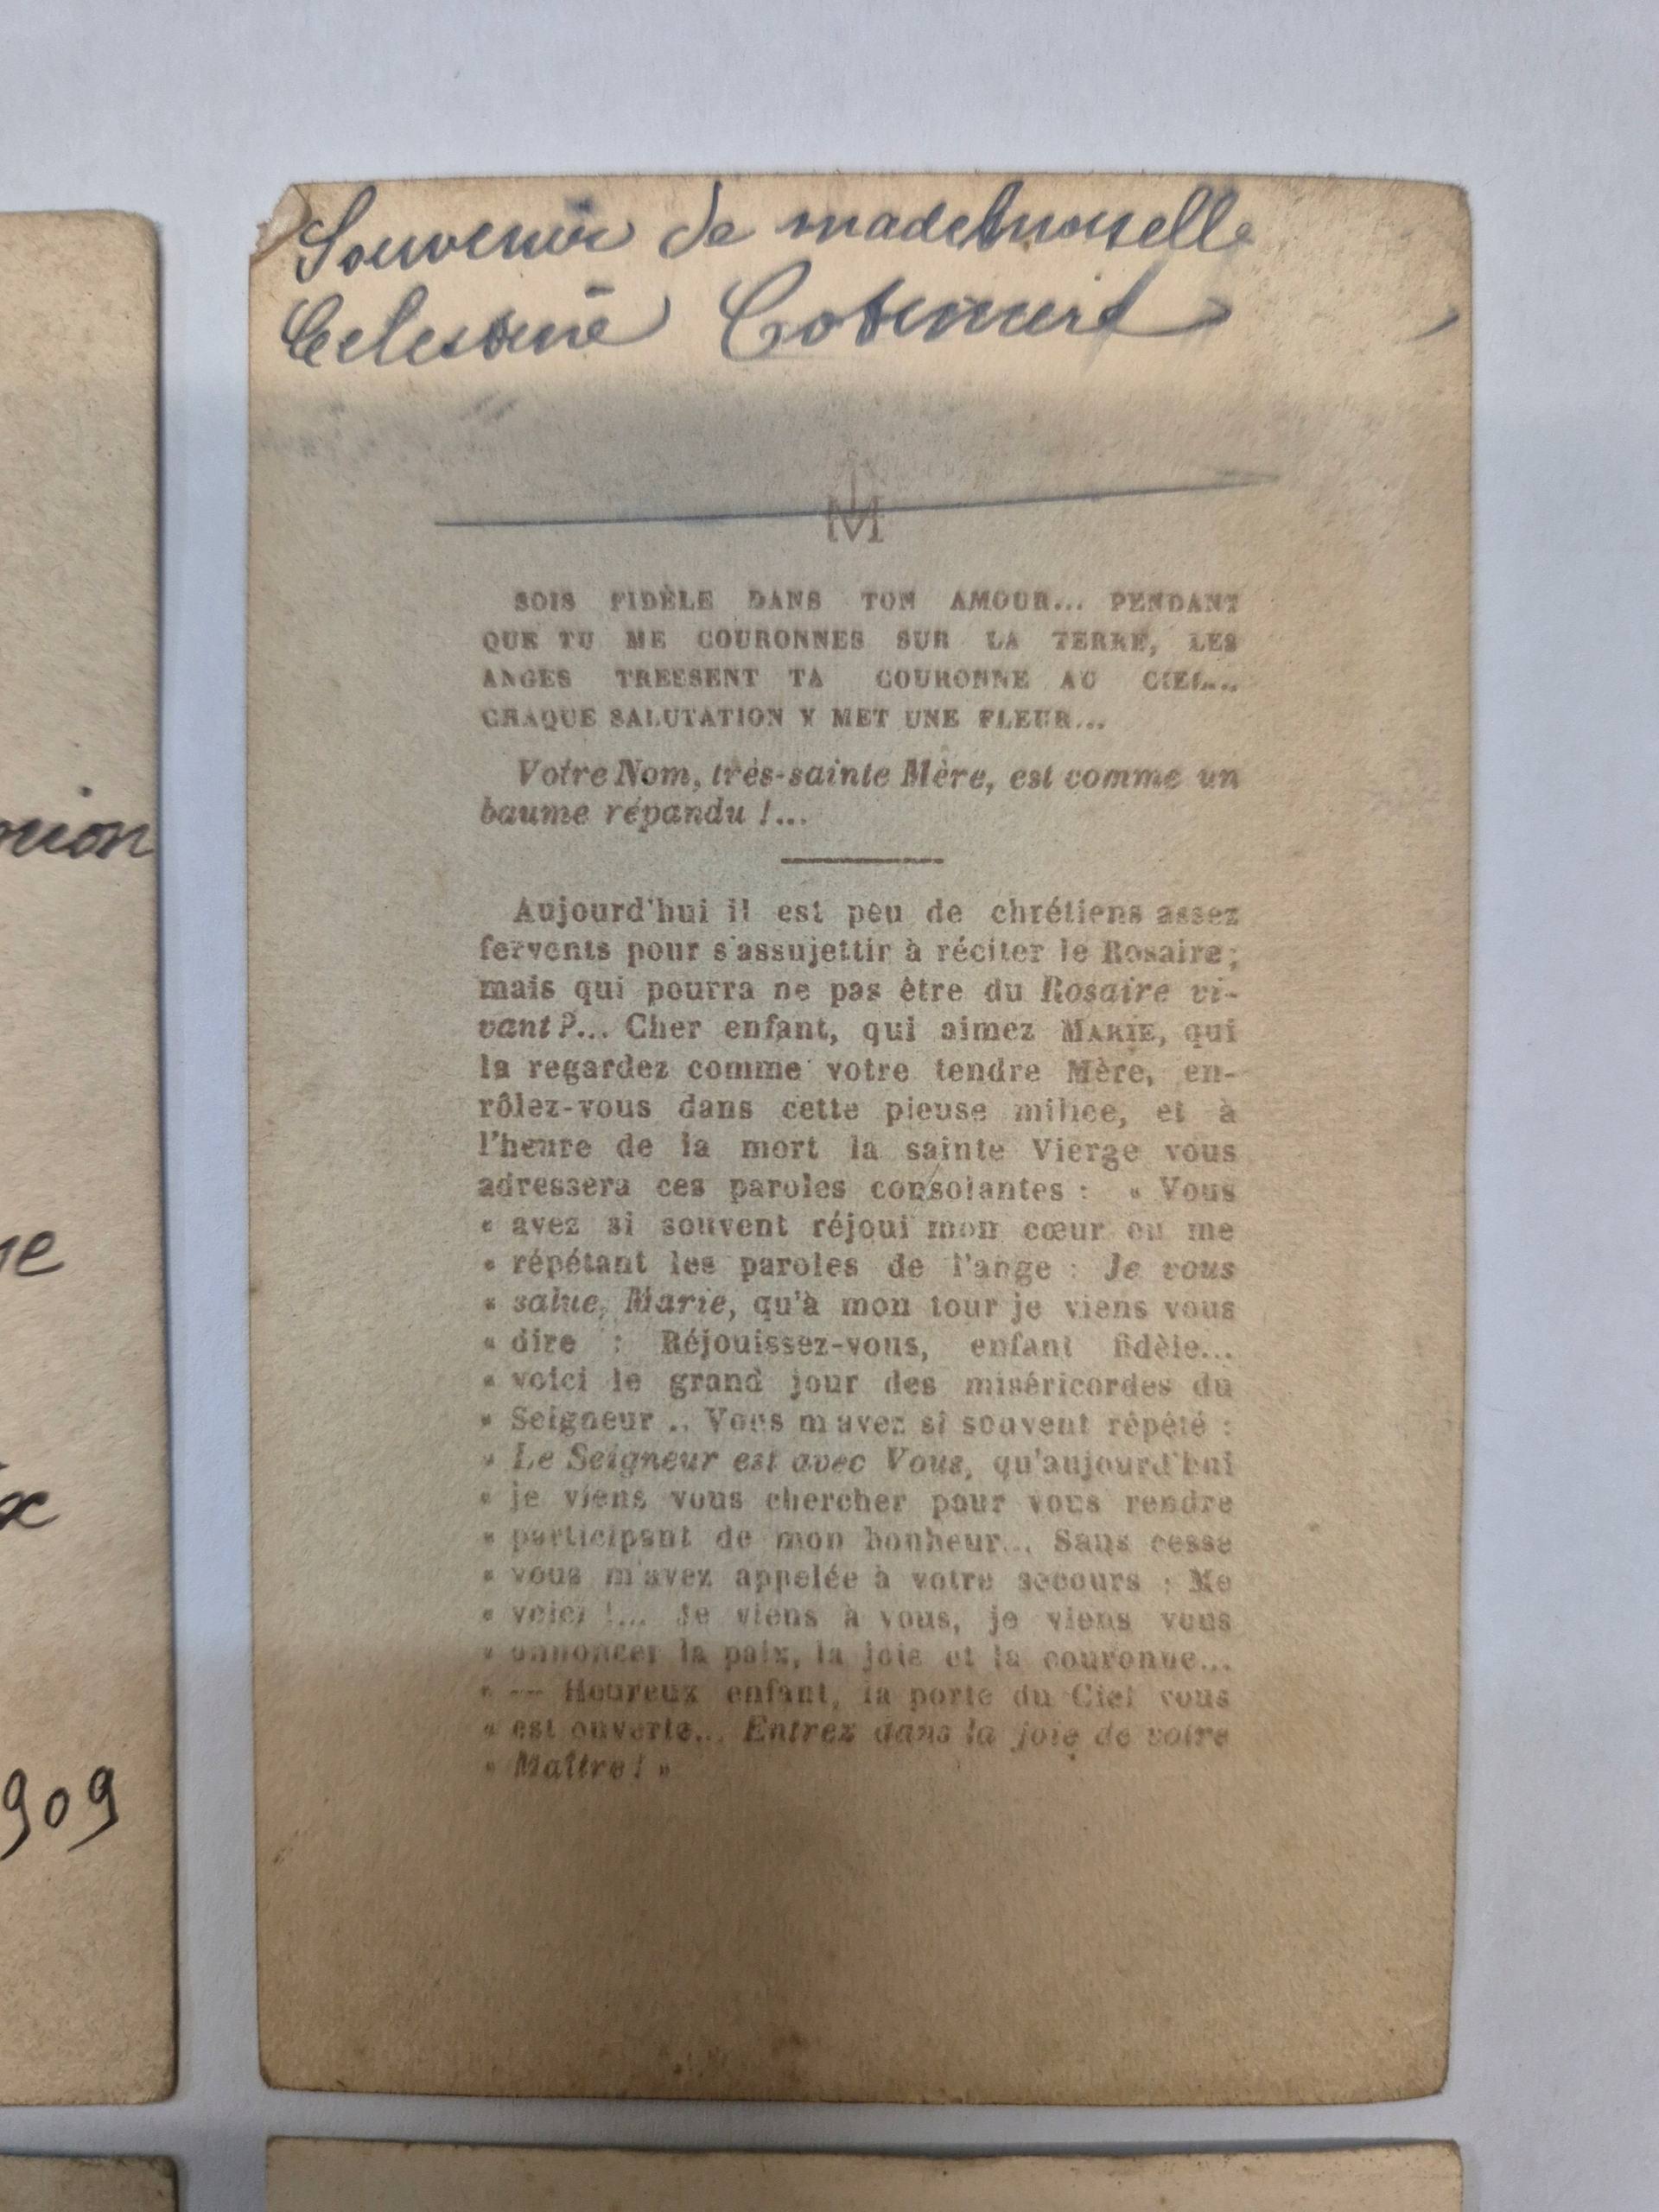 Souvenir de mademoiselle
Celestine
SOIS FIDÈLE DANS TON AMOUR... PENDANT
QUE TU ME COURONNES SUR LA TERRE, LES
ANGES TRESSENT TA COURONNE AU CIEL...
CHAQUE SALUTATION Y MET UNE FLEUR...
Votre Nom, très-sainte Mère, est comme un
baume répandu !...
Aujourd'hui il est peu de chrétiens assez
fervents pour s'assujettir à réciter le Rosaire;
mais qui pourra ne pas être du Rosaire vi-
vant ?... Cher enfant, qui aimez MARIE, qui
la regardez comme votre tendre Mère, en-
rôlez-vous dans cette pieuse milice, et à
l'heure de la mort la sainte Vierge vous
adressera ces paroles consolantes : « Vous
« avez si souvent réjoui mon cœur en me
« répétant les paroles de l'ange : Je vous
« salue, Marie, qu'à mon tour je viens vous
« dire : Réjouissez-vous, enfant fidèle...
« voici le grand jour des miséricordes du
« Seigneur .. Vous m'avez si souvent répété :
« Le Seigneur est avec Vous, qu'aujourd'hui
« je viens vous chercher pour vous rendre
« participant de mon bonheur... Sans cesse
« vous m'avez appelée à votre secours : Me
« voici !... Je viens à vous, je viens vous
« annoncer la paix, la joie et la couronne...
« — Heureux enfant, la porte du Ciel vous
« est ouverte... Entrez dans la joie de votre
« Maître ! »
909